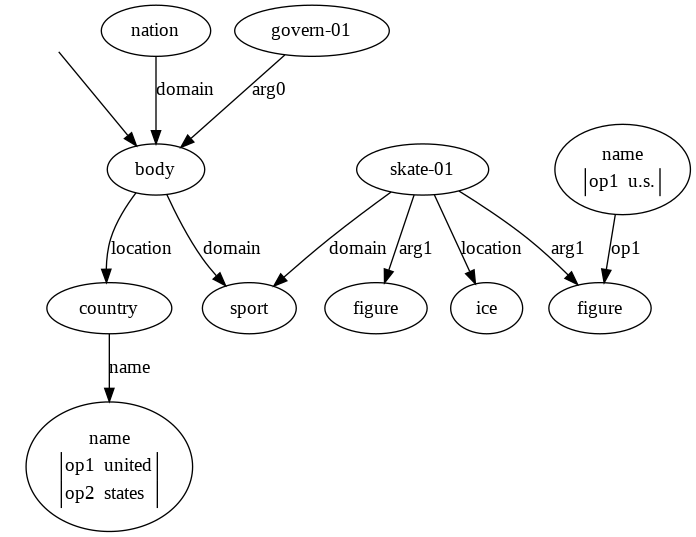 nation
govern-01
domain
arg0
name
op1 u.s.
body
skate-01
location
domain
domain
arg1
location
arg1
op1
country
sport
figure
ice
figure
name
name
op1 united
op2 states